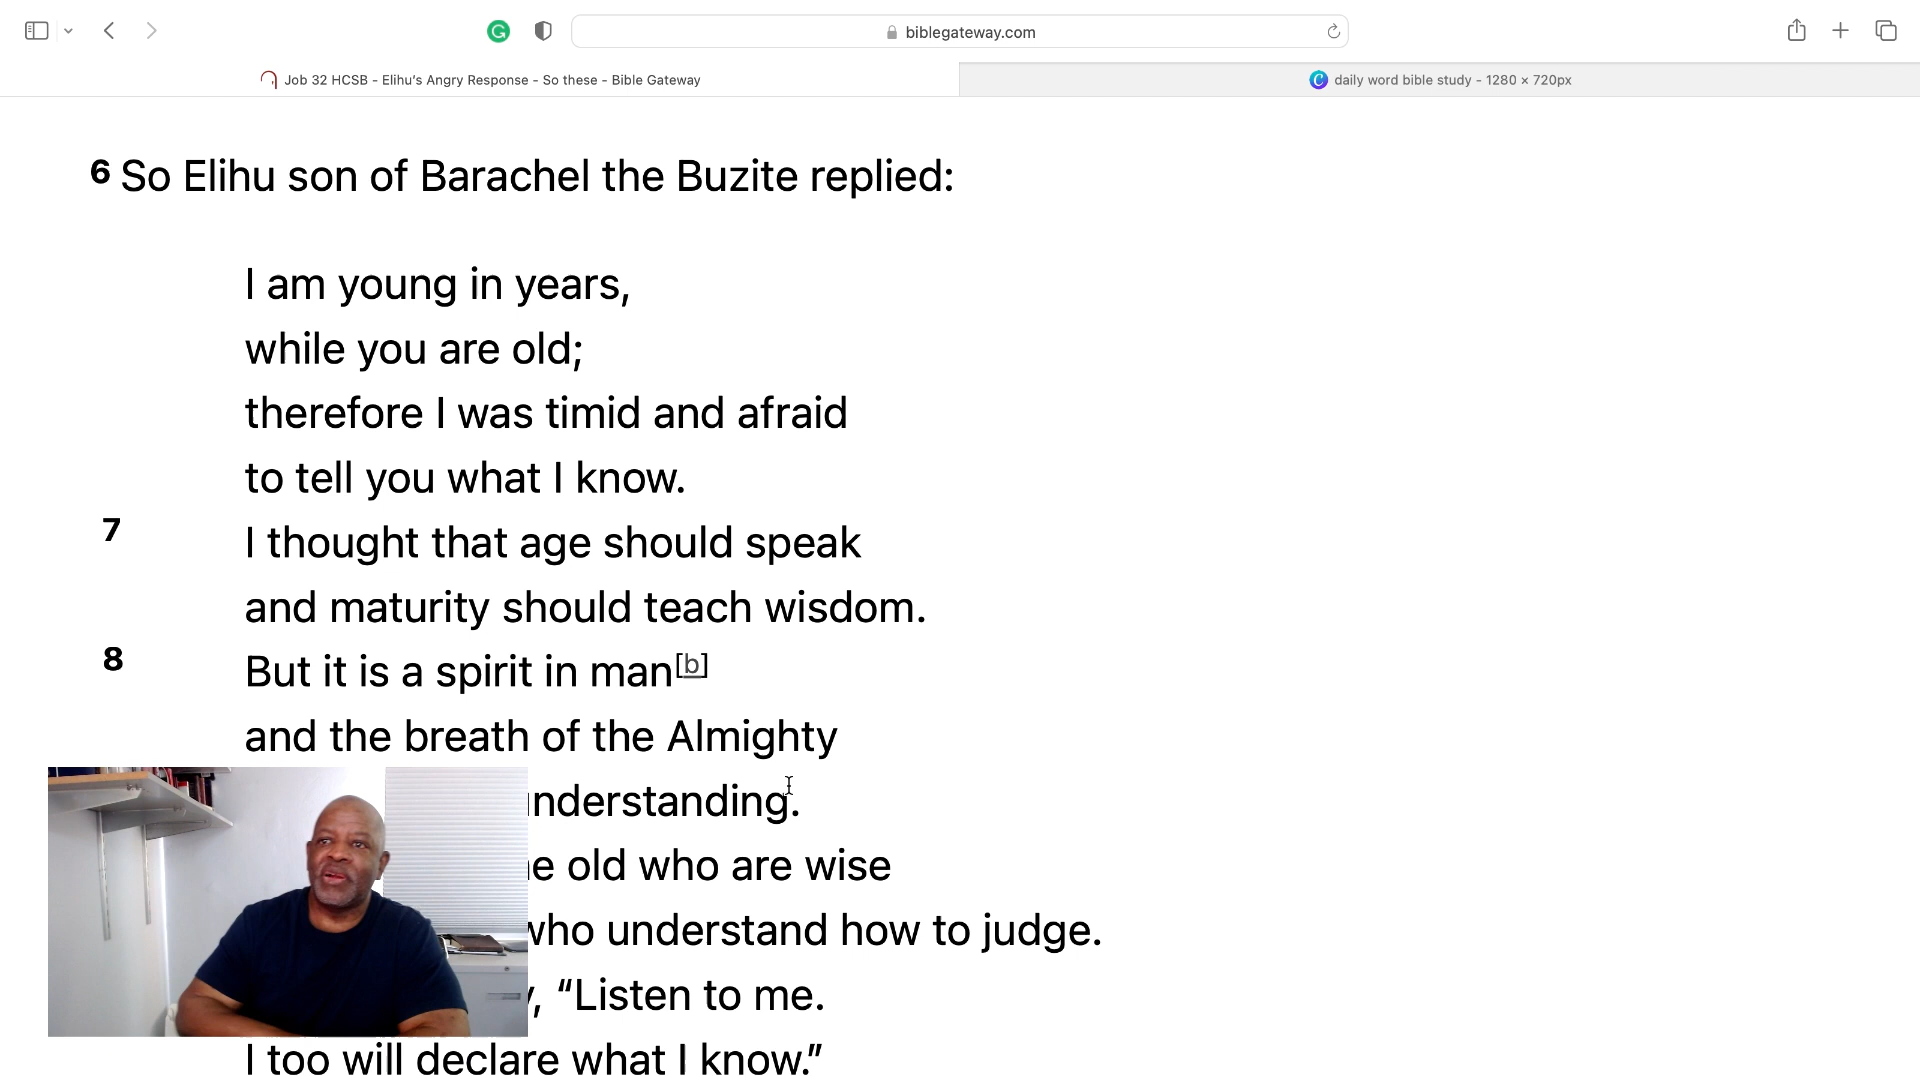 biblegateway.com
Job 32 HCSB - Elihu's Angry Response - So these - Bible Gateway
daily word bible study - 1280 × 720px
6 So Elihu son of Barachel the Buzite replied:
I am young in years,
while you are old;
therefore I was timid and afraid
to tell you what I know.
7 I thought that age should speak
and maturity should teach wisdom.
8 But it is a spirit in man[b]
and the breath of the Almighty
understanding.
old who are wise
who understand how to judge.
, “Listen to me.
I too will declare what I know.”